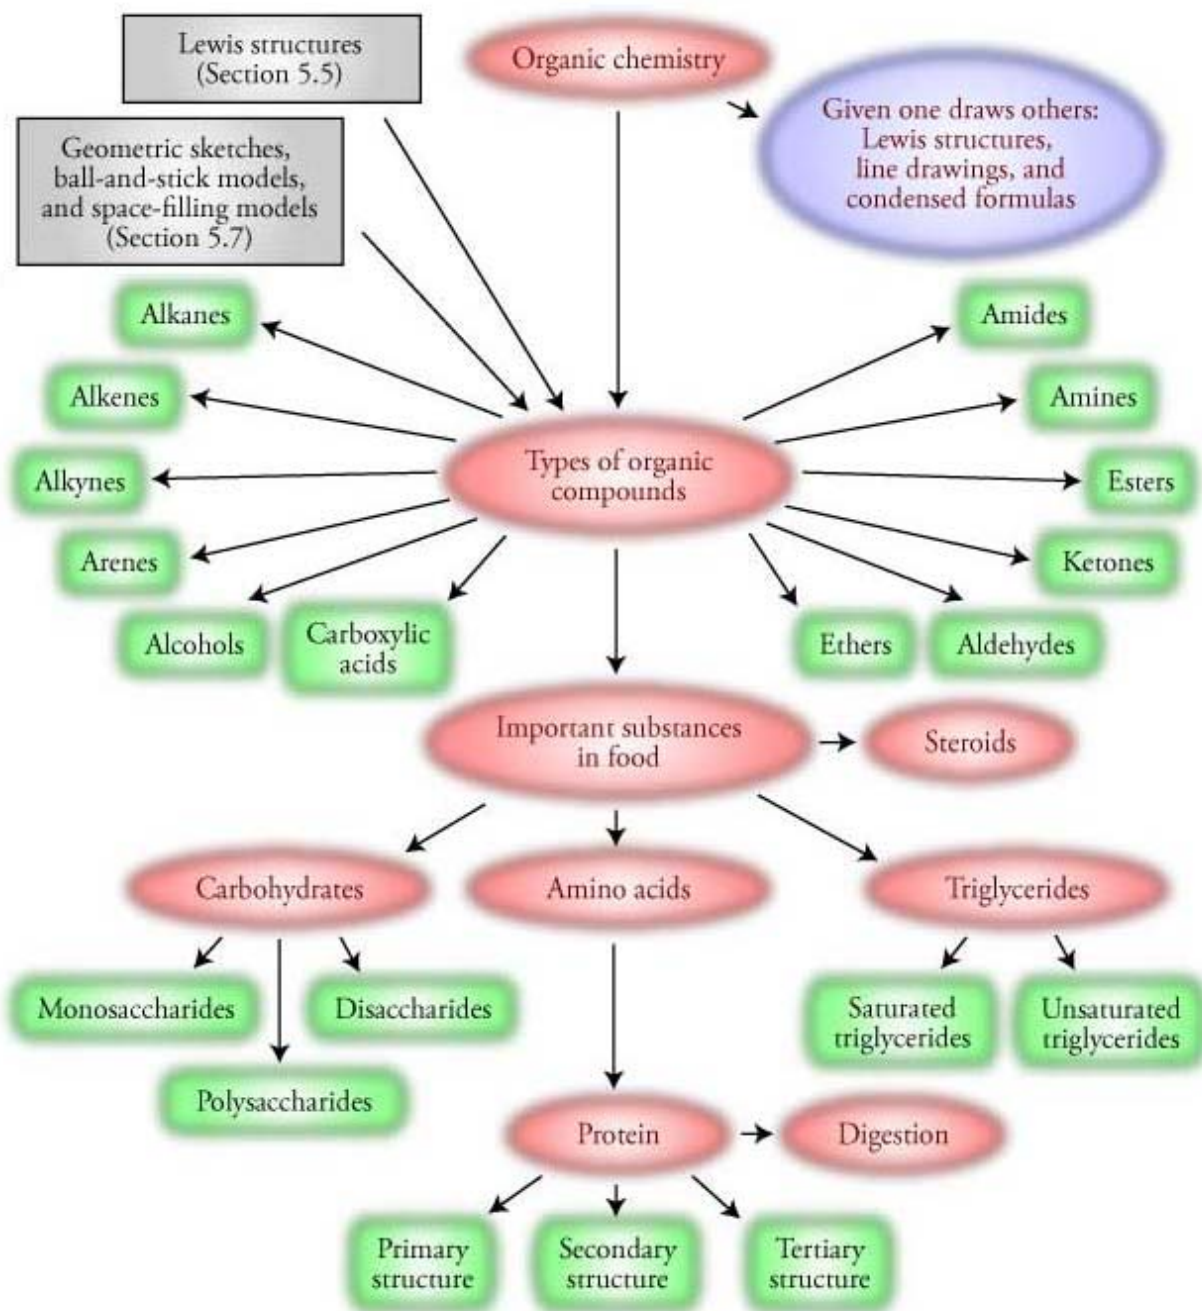 Lewis structures
(Section 5.5)
Organic chemistry
Geometric sketches,
ball-and-stick models,
and space-filling models
(Section 5.7)
Given one draws others:
Lewis structures,
line drawings, and
condensed formulas
Alkanes
Amides
Alkenes
Amines
Types of organic
compounds
Alkynes
Esters
Arenes
Ketones
Alcohols
Carboxylic
acids
Ethers
Aldehydes
Important substances
in food
Steroids
Carbohydrates
Amino acids
Triglycerides
Monosaccharides
Disaccharides
Saturated
triglycerides
Unsaturated
triglycerides
Polysaccharides
Protein
Digestion
Primary
structure
Secondary
structure
Tertiary
structure